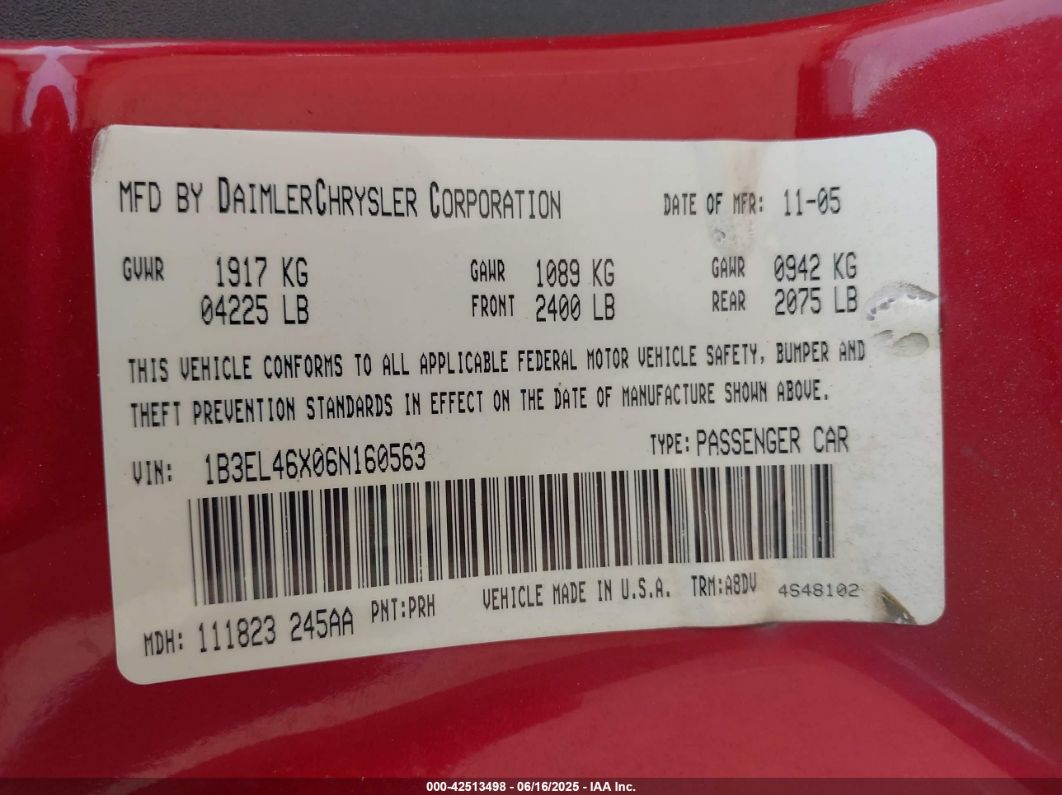 MFD BY DAIMLERCHRYSLER CORPORATION DATE OF MFR: 11-05
GVWR 1917 KG GAWR 1089 KG GAWR 0942 KG
04225 LB FRONT 2400 LB REAR 2075 LB
THIS VEHICLE CONFORMS TO ALL APPLICABLE FEDERAL MOTOR VEHICLE SAFETY, BUMPER AND
THEFT PREVENTION STANDARDS IN EFFECT ON THE DATE OF MANUFACTURE SHOWN ABOVE.
VIN: 1B3EL46X06N160563 TYPE: PASSENGER CAR
MDH: 111823 245AA PNT:PRH VEHICLE MADE IN U.S.A. TRM:A8DV 4S48102
000-42513498 - 06/16/2025 - IAA Inc.